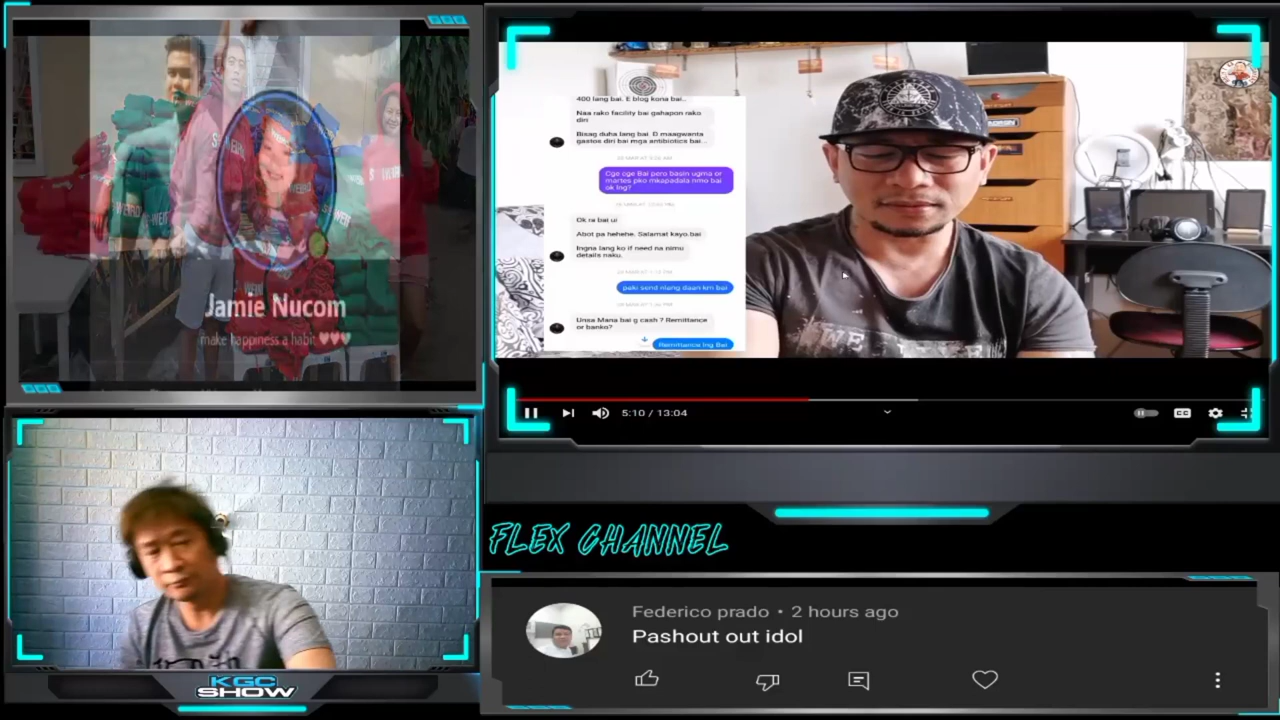 Jamie Nucom
make happiness a habit
400 lang bai. E blog kona bai..
Naa rako facility bai gahapon rako
diri
Bisag duha lang bai. D maagwanta
gastos diri bai mga antibiotics bai...
Cge cge Bai pero basin ugma or
martes pko mkapadala nmo bai
ok lng?
Ok ra bai ui
Abot pa hehehe. Salamat kayo bai
Ingna lang ko if need na nimu
details naku.
paki send nlang daan km bai
Unsa Mana bai g cash ? Remittance
or banko?
Remittance lng Bai
5:10 / 13:04
CC
FLEX CHANNEL
KGC
SHOW
Federico prado • 2 hours ago
Pashout out idol